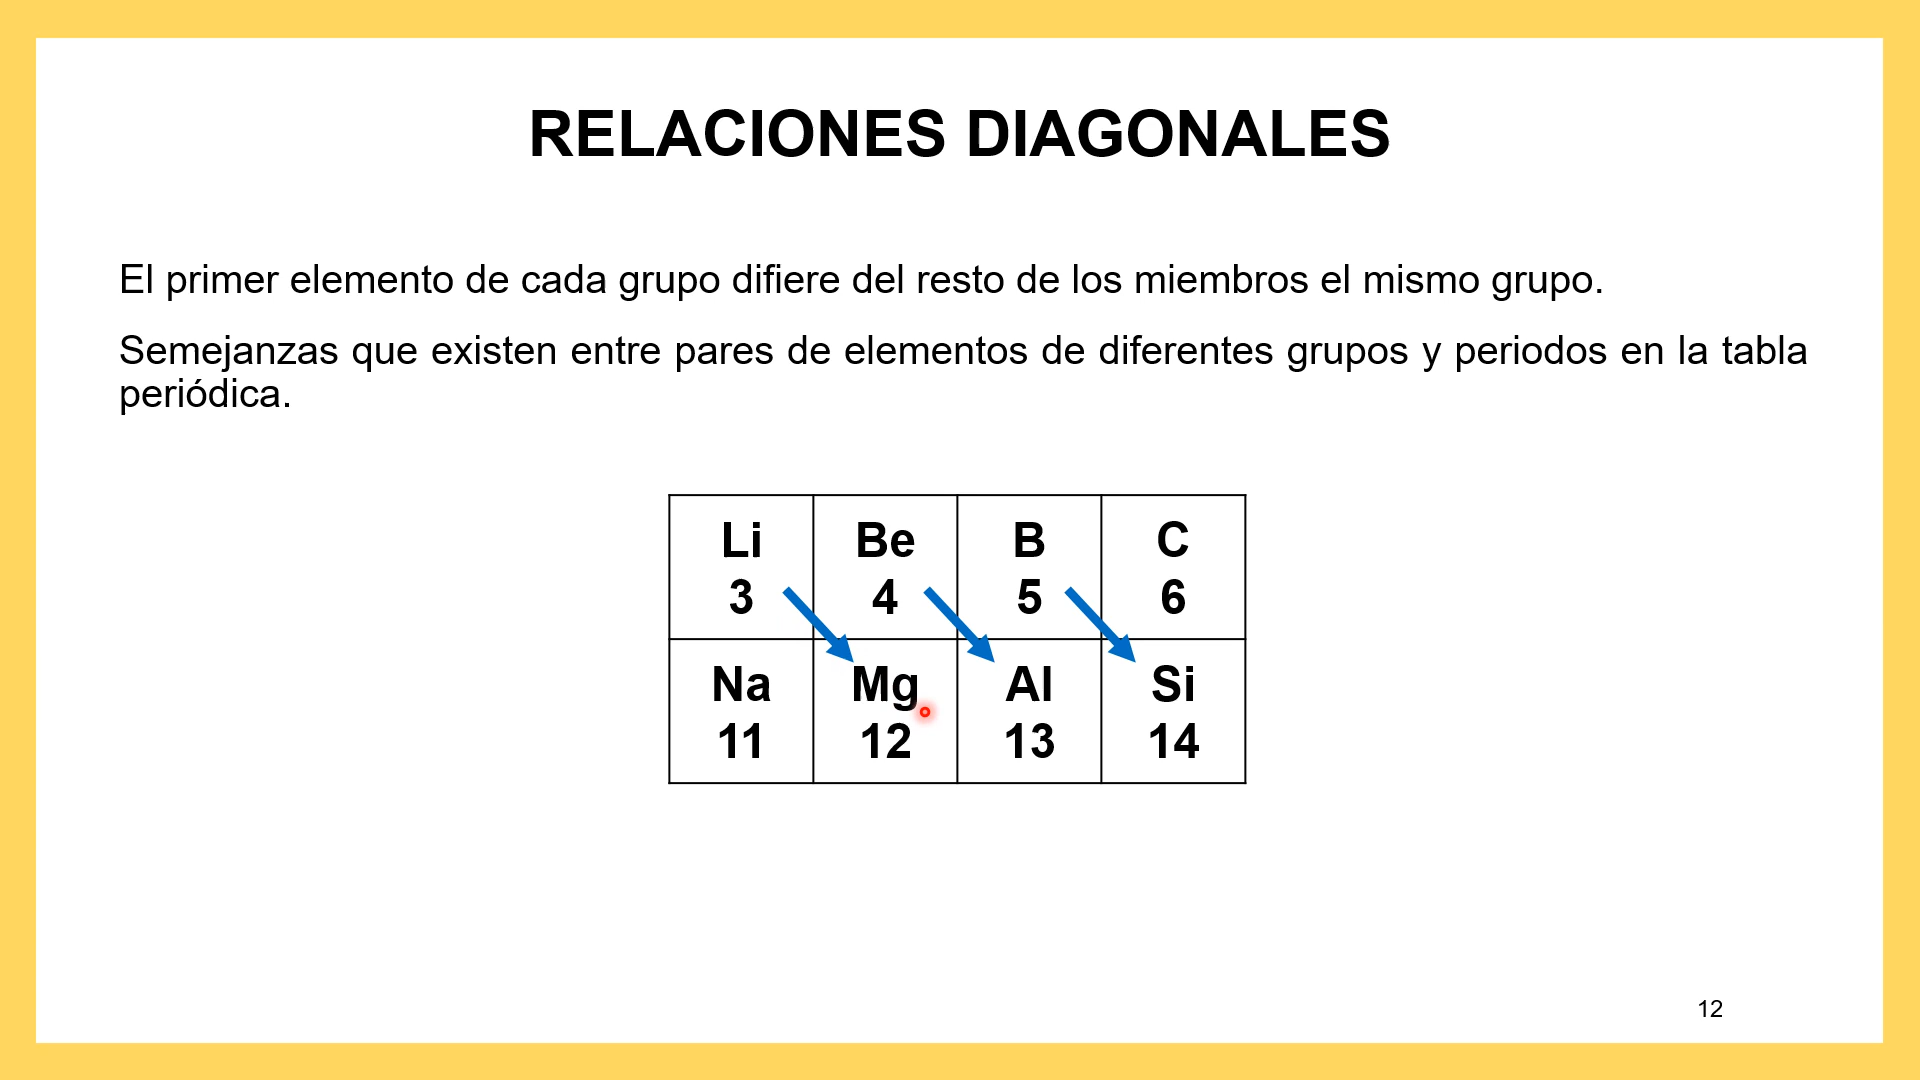 RELACIONES DIAGONALES
El primer elemento de cada grupo difiere del resto de los miembros el mismo grupo.
Semejanzas que existen entre pares de elementos de diferentes grupos y periodos en la tabla
periódica.
Li Be B C
3 4 5 6
Na Mg Al Si
11 12 13 14
12